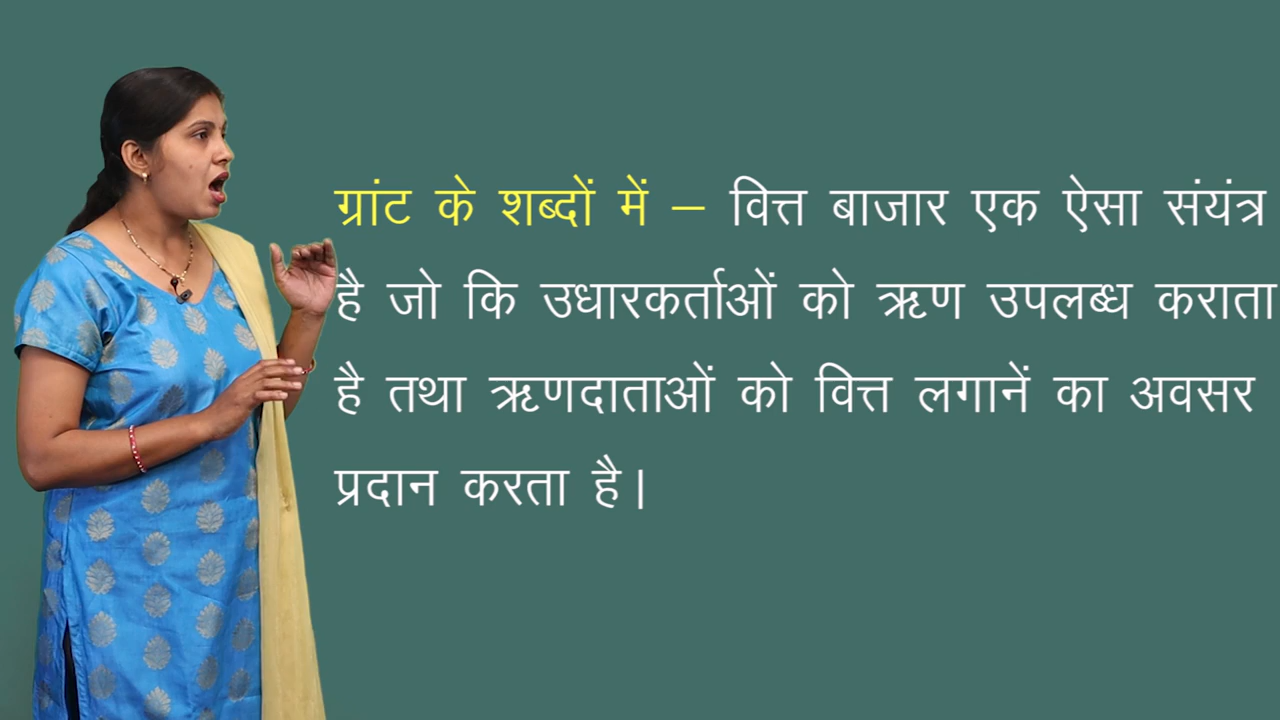 ग्रांट के शब्दों में – वित्त बाजार एक ऐसा संयंत्र
है जो कि उधारकर्ताओं को ऋण उपलब्ध कराता
है तथा ऋणदाताओं को वित्त लगानें का अवसर
प्रदान करता है।